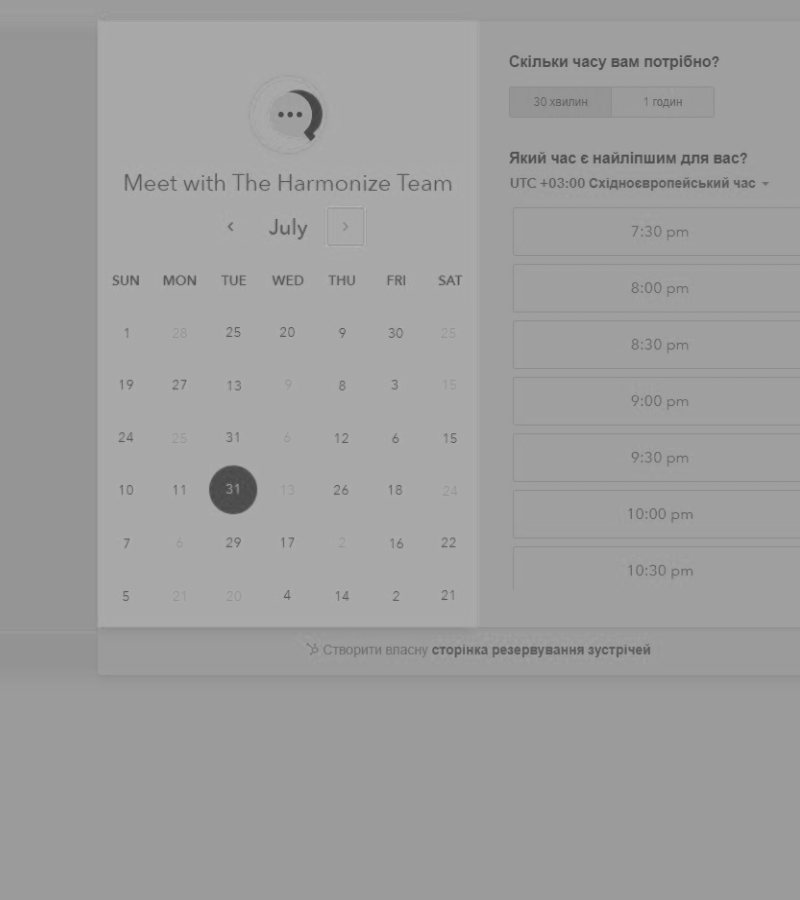 Meet with The Harmonize Team
‹ July ›
SUN MON TUE WED THU FRI SAT
1 28 25 20 9 30 25
19 27 13 9 8 3 15
24 25 31 6 12 6 15
10 11 31 13 26 18 24
7 6 29 17 2 16 22
5 21 20 4 14 2 21
Скільки часу вам потрібно?
30 хвилин 1 годин
Який час є найліпшим для вас?
UTC +03:00 Східноєвропейський час
7:30 pm
8:00 pm
8:30 pm
9:00 pm
9:30 pm
10:00 pm
10:30 pm
Створити власну сторінка резервування зустрічей